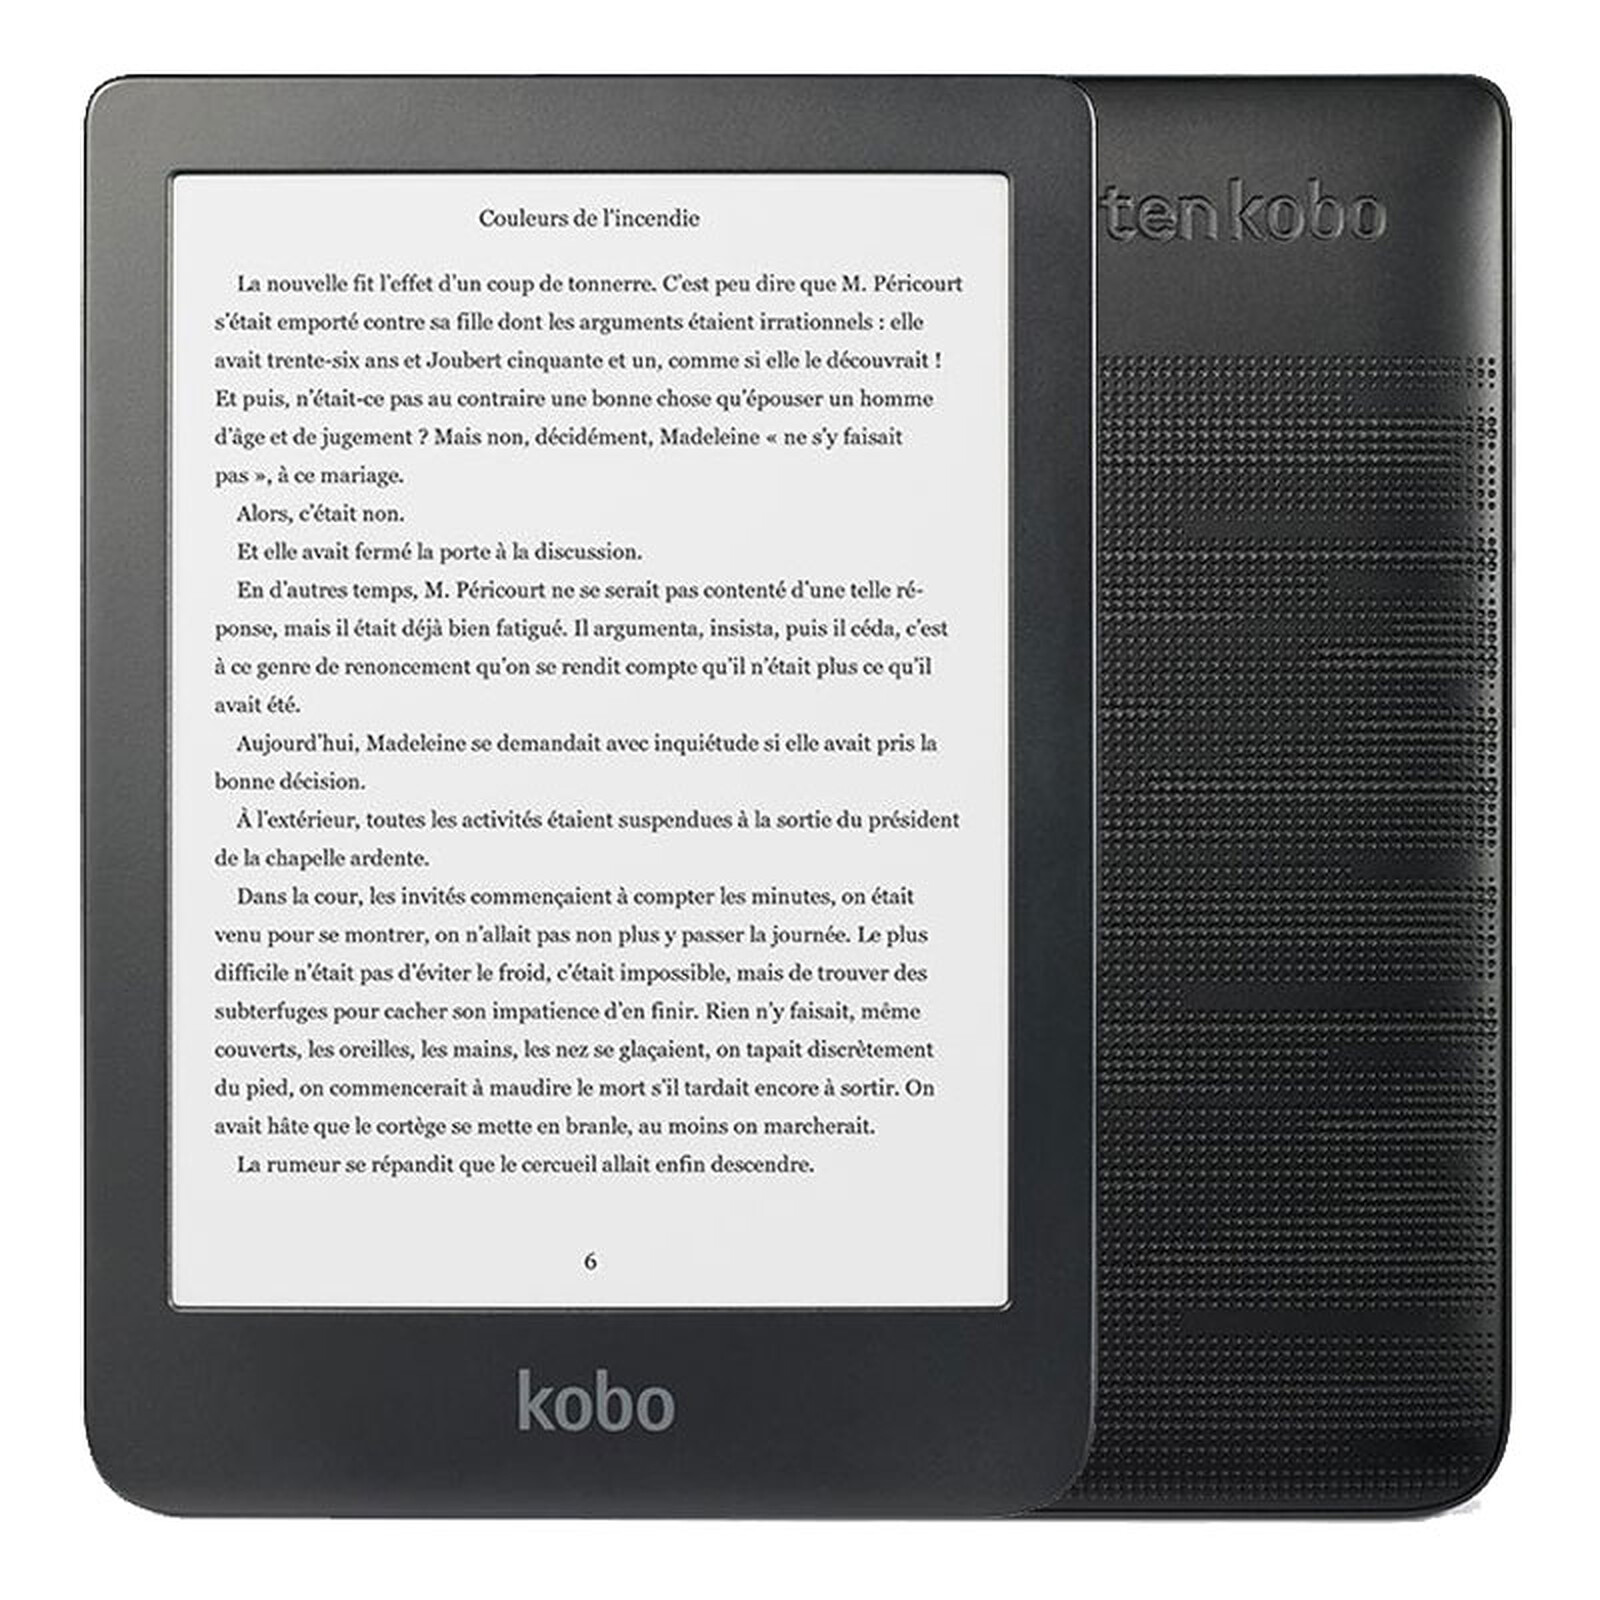 Couleurs de l'incendie
La nouvelle fit l'effet d'un coup de tonnerre. C'est peu dire que M. Péricourt
s'était emporté contre sa fille dont les arguments étaient irrationnels : elle
avait trente-six ans et Joubert cinquante et un, comme si elle le découvrait !
Et puis, n'était-ce pas au contraire une bonne chose qu'épouser un homme
d'âge et de jugement ? Mais non, décidément, Madeleine « ne s'y faisait
pas », à ce mariage.
Alors, c'était non.
Et elle avait fermé la porte à la discussion.
En d'autres temps, M. Péricourt ne se serait pas contenté d'une telle ré-
ponse, mais il était déjà bien fatigué. Il argumenta, insista, puis il céda, c'est
à ce genre de renoncement qu'on se rendit compte qu'il n'était plus ce qu'il
avait été.
Aujourd'hui, Madeleine se demandait avec inquiétude si elle avait pris la
bonne décision.
À l'extérieur, toutes les activités étaient suspendues à la sortie du président
de la chapelle ardente.
Dans la cour, les invités commençaient à compter les minutes, on était
venu pour se montrer, on n'allait pas non plus y passer la journée. Le plus
difficile n'était pas d'éviter le froid, c'était impossible, mais de trouver des
subterfuges pour cacher son impatience d'en finir. Rien n'y faisait, même
couverts, les oreilles, les mains, les nez se glaçaient, on tapait discrètement
du pied, on commencerait à maudire le mort s'il tardait encore à sortir. On
avait hâte que le cortège se mette en branle, au moins on marcherait.
La rumeur se répandit que le cercueil allait enfin descendre.
6
kobo
ten kobo